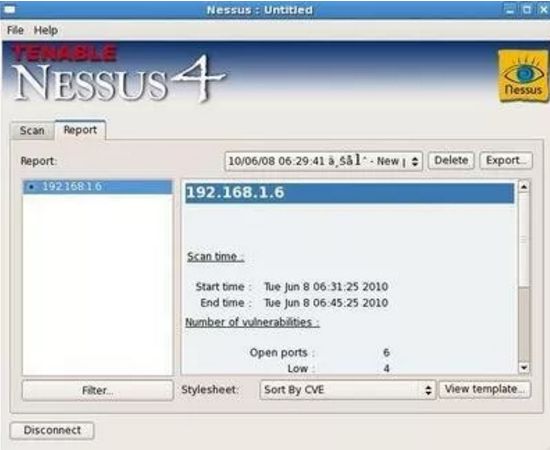 Nessus : Untitled
File Help
TENABLE
NESSUS 4
Nessus
Scan Report
Report: 10/06/08 06:29:41 - New Delete Export...
192.168.1.6
192.168.1.6
Scan time :
Start time : Tue Jun 8 06:31:25 2010
End time : Tue Jun 8 06:45:25 2010
Number of vulnerabilities :
Open ports : 6
Low : 4
Filter... Stylesheet: Sort By CVE View template...
Disconnect